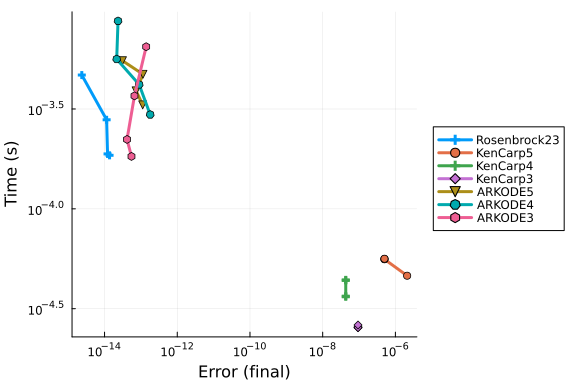 Time (s)
10⁻³·⁵
10⁻⁴·⁰
10⁻⁴·⁵
10⁻¹⁴
10⁻¹²
10⁻¹⁰
10⁻⁸
10⁻⁶
Error (final)
Rosenbrock23
KenCarp5
KenCarp4
KenCarp3
ARKODE5
ARKODE4
ARKODE3